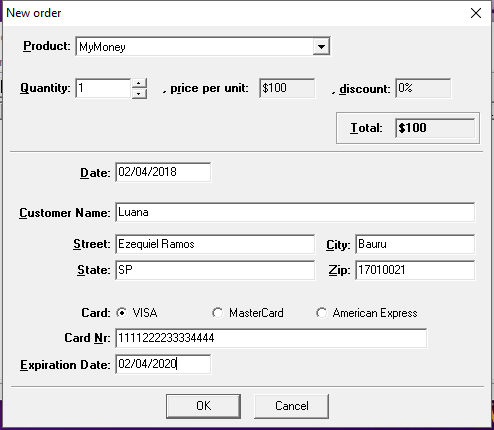 New order
Product: MyMoney
Quantity: 1 , price per unit: $100 , discount: 0%
Total: $100
Date: 02/04/2018
Customer Name: Luana
Street: Ezequiel Ramos City: Bauru
State: SP Zip: 17010021
Card: VISA MasterCard American Express
Card Nr: 1111222233334444
Expiration Date: 02/04/2020
OK Cancel